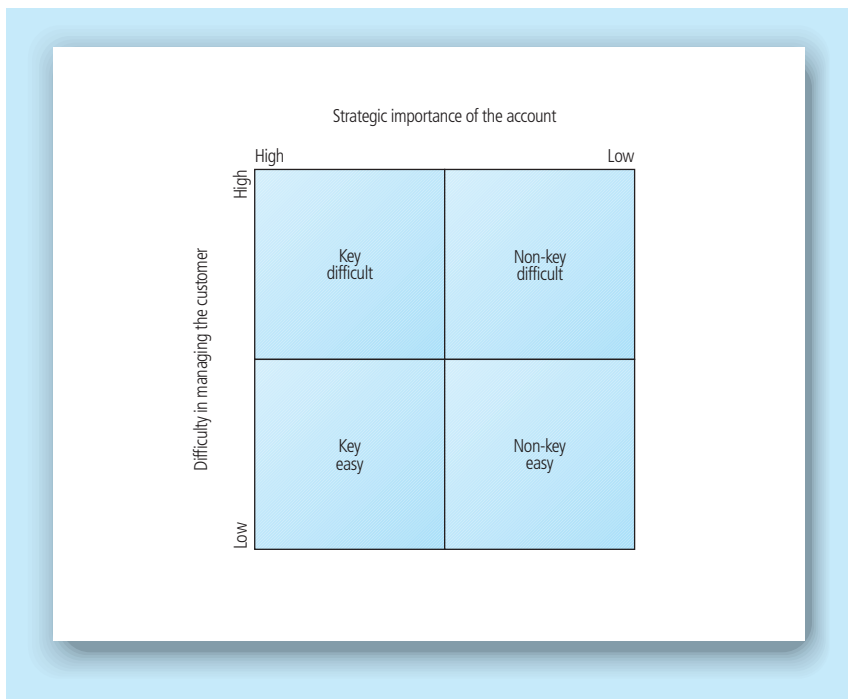 Strategic importance of the account
High
Low
High
Key
difficult
Non-key
difficult
Difficulty in managing the customer
Key
easy
Non-key
easy
Low